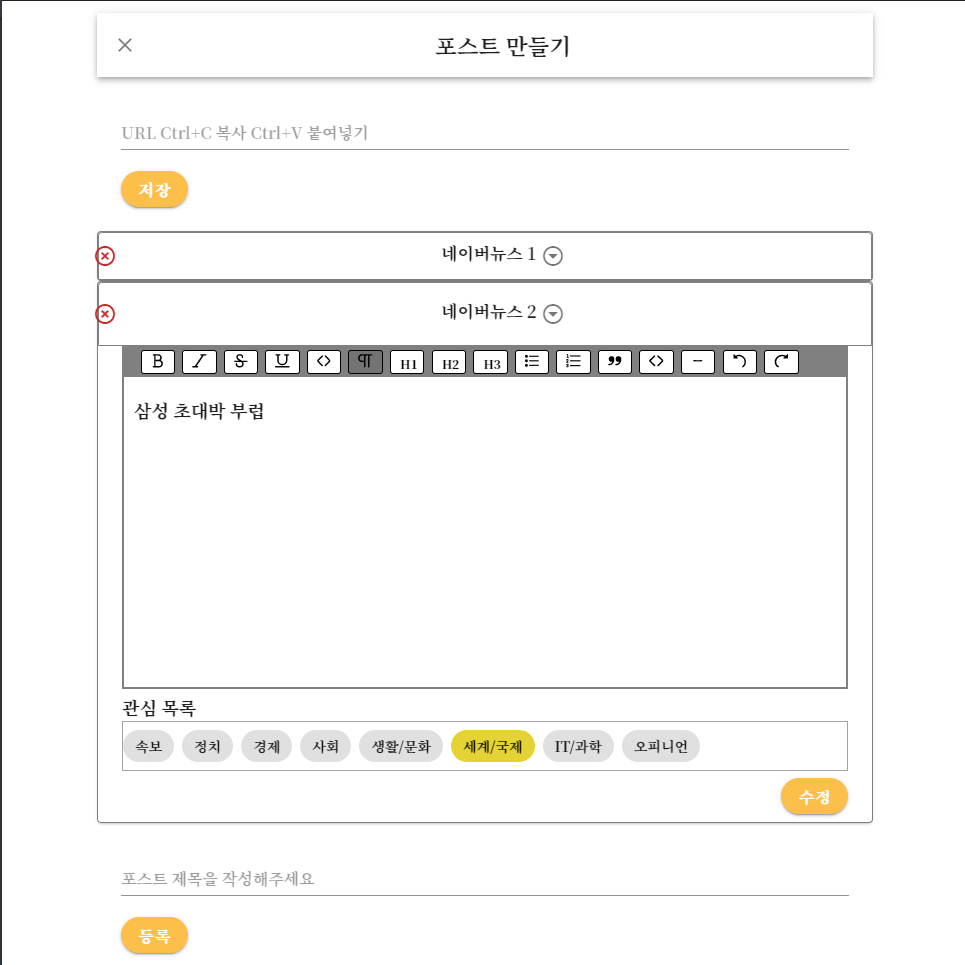 포스트 만들기
URL Ctrl+C 복사 Ctrl+V 붙여넣기
저장
네이버뉴스 1
네이버뉴스 2
B I S U <> ¶ H1 H2 H3 <> —
삼성 초대박 부럽
관심 목록
속보 정치 경제 사회 생활/문화 세계/국제 IT/과학 오피니언
수정
포스트 제목을 작성해주세요
등록